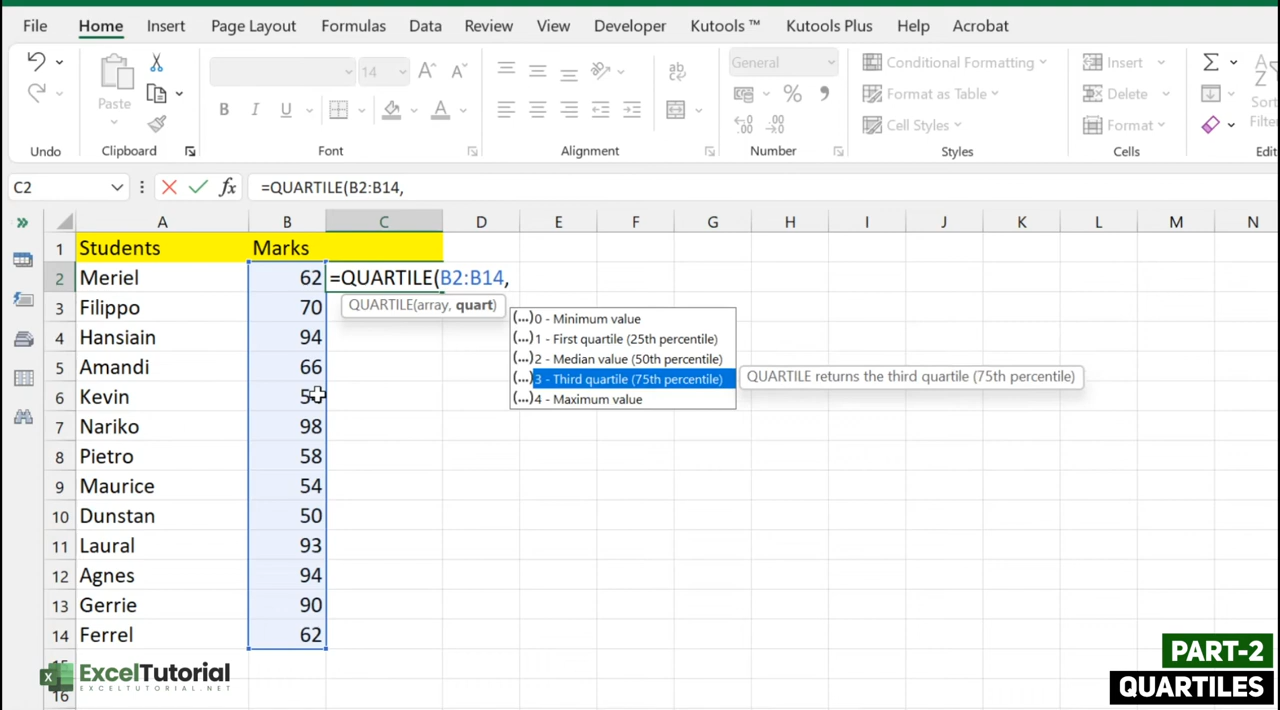 File Home Insert Page Layout Formulas Data Review View Developer Kutools ™ Kutools Plus Help Acrobat
14 General Conditional Formatting Insert
Paste B I U A % Format as Table Delete Sort
Cell Styles Format Filter
Undo Clipboard Font Alignment Number Styles Cells Edit
C2 fx =QUARTILE(B2:B14,
A B C D E F G H I J K L M N
1 Students Marks
2 Meriel 62 =QUARTILE(B2:B14,
QUARTILE(array, quart)
3 Filippo 70
(...)0 - Minimum value
(...)1 - First quartile (25th percentile)
4 Hansiain 94
(...)2 - Median value (50th percentile)
5 Amandi 66
(...)3 - Third quartile (75th percentile) QUARTILE returns the third quartile (75th percentile)
(...)4 - Maximum value
6 Kevin
7 Nariko 98
8 Pietro 58
9 Maurice 54
10 Dunstan 50
11 Laural 93
12 Agnes 94
13 Gerrie 90
14 Ferrel 62
15
16
X ExcelTutorial
EXCELTUTORIAL.NET
PART-2
QUARTILES